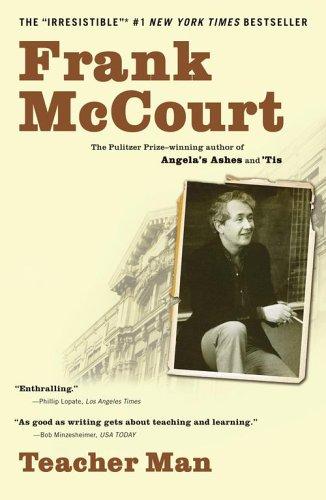 THE "IRRESISTIBLE"* #1 NEW YORK TIMES BESTSELLER
Frank
McCourt
The Pulitzer Prize–winning author of
Angela's Ashes and 'Tis
"Enthralling."
—Phillip Lopate, Los Angeles Times
"As good as writing gets about teaching and learning."
—Bob Minzesheimer, USA TODAY
Teacher Man